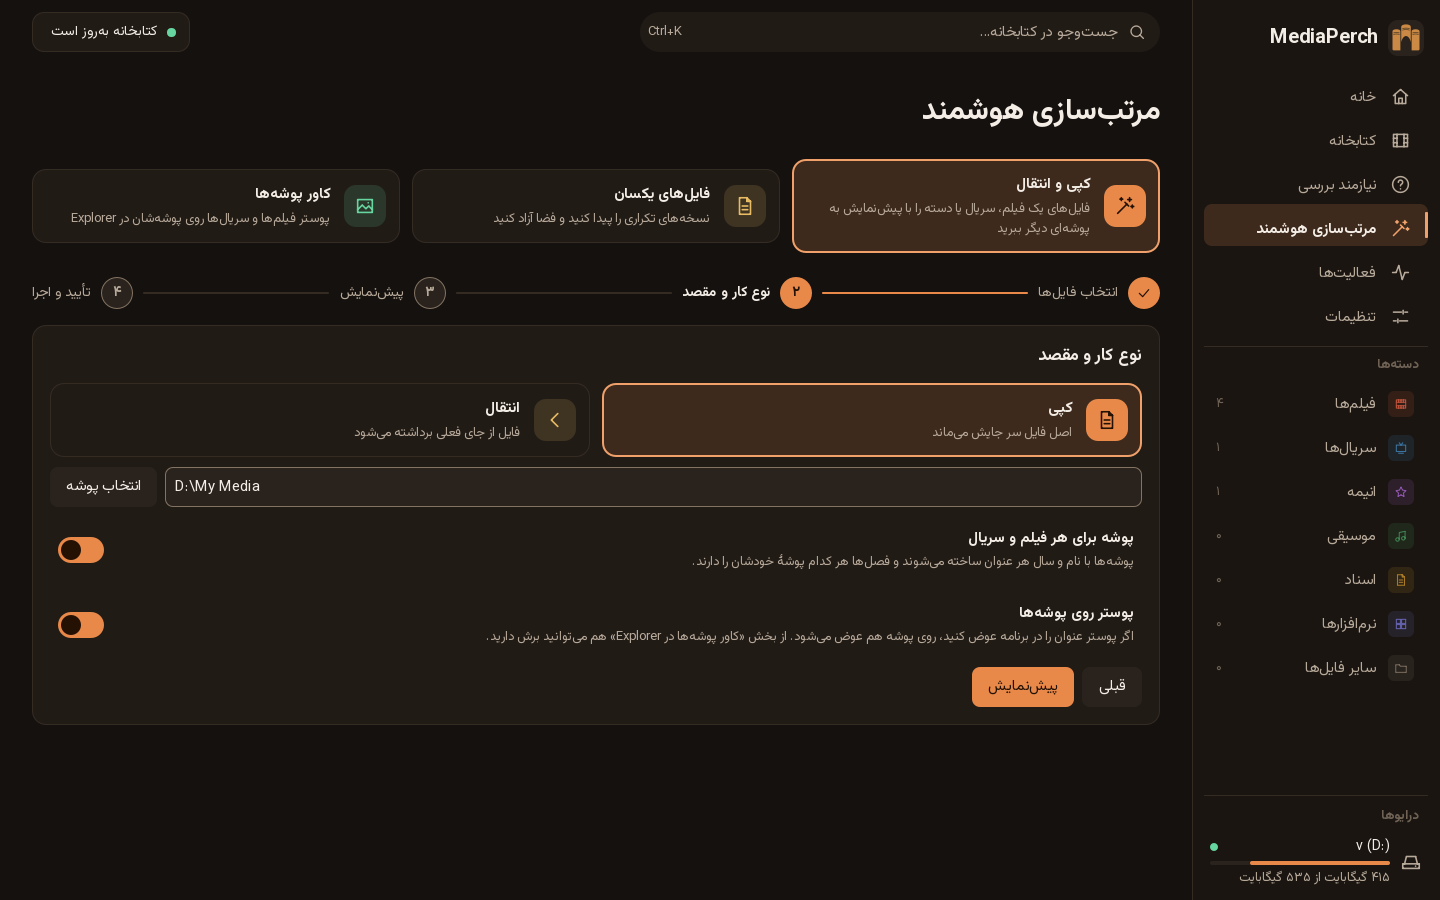 MediaPerch
خانه
کتابخانه
نیازمند بررسی
مرتب‌سازی هوشمند
فعالیت‌ها
تنظیمات
دسته‌ها
فیلم‌ها ۴
سریال‌ها ۱
انیمه ۱
موسیقی ۰
اسناد ۰
نرم‌افزارها ۰
سایر فایل‌ها ۰
درایوها
v (D:)
۴۱۵ گیگابایت از ۵۳۵ گیگابایت
جست‌وجو در کتابخانه... Ctrl+K
کتابخانه به‌روز است
مرتب‌سازی هوشمند
کپی و انتقال
فایل‌های یک فیلم، سریال یا دسته را با پیش‌نمایش به
پوشه‌ای دیگر ببرید
فایل‌های یکسان
نسخه‌های تکراری را پیدا کنید و فضا آزاد کنید
کاور پوشه‌ها
پوستر فیلم‌ها و سریال‌ها روی پوشه‌شان در Explorer
انتخاب فایل‌ها
۲ نوع کار و مقصد
۳ پیش‌نمایش
۴ تأیید و اجرا
نوع کار و مقصد
کپی
اصل فایل سر جایش می‌ماند
انتقال
فایل از جای فعلی برداشته می‌شود
D:\My Media
انتخاب پوشه
پوشه برای هر فیلم و سریال
پوشه‌ها با نام و سال هر عنوان ساخته می‌شوند و فصل‌ها هر کدام پوشهٔ خودشان را دارند.
پوستر روی پوشه‌ها
اگر پوستر عنوان را در برنامه عوض کنید، روی پوشه هم عوض می‌شود. از بخش «کاور پوشه‌ها در Explorer» هم می‌توانید برش دارید.
قبلی
پیش‌نمایش